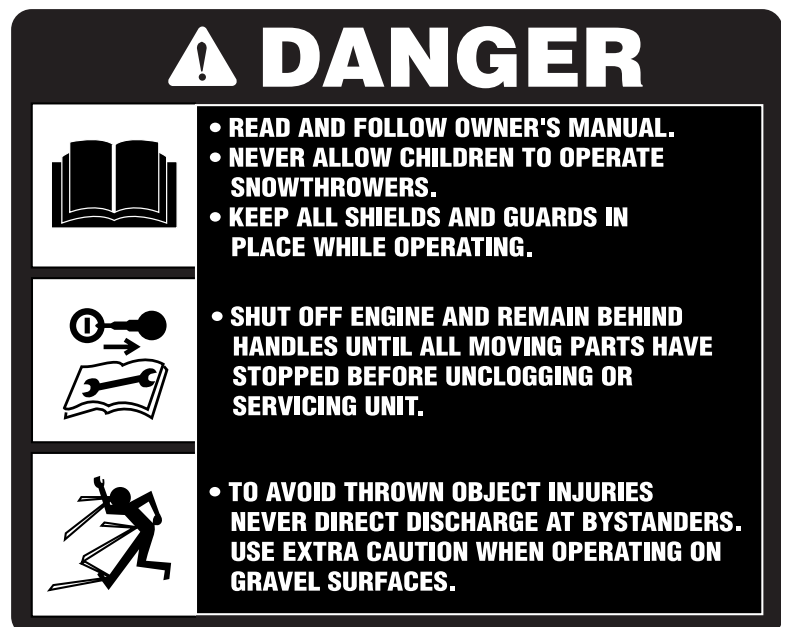 DANGER
• READ AND FOLLOW OWNER'S MANUAL.
• NEVER ALLOW CHILDREN TO OPERATE
SNOWTHROWERS.
• KEEP ALL SHIELDS AND GUARDS IN
PLACE WHILE OPERATING.
• SHUT OFF ENGINE AND REMAIN BEHIND
HANDLES UNTIL ALL MOVING PARTS HAVE
STOPPED BEFORE UNCLOGGING OR
SERVICING UNIT.
• TO AVOID THROWN OBJECT INJURIES
NEVER DIRECT DISCHARGE AT BYSTANDERS.
USE EXTRA CAUTION WHEN OPERATING ON
GRAVEL SURFACES.